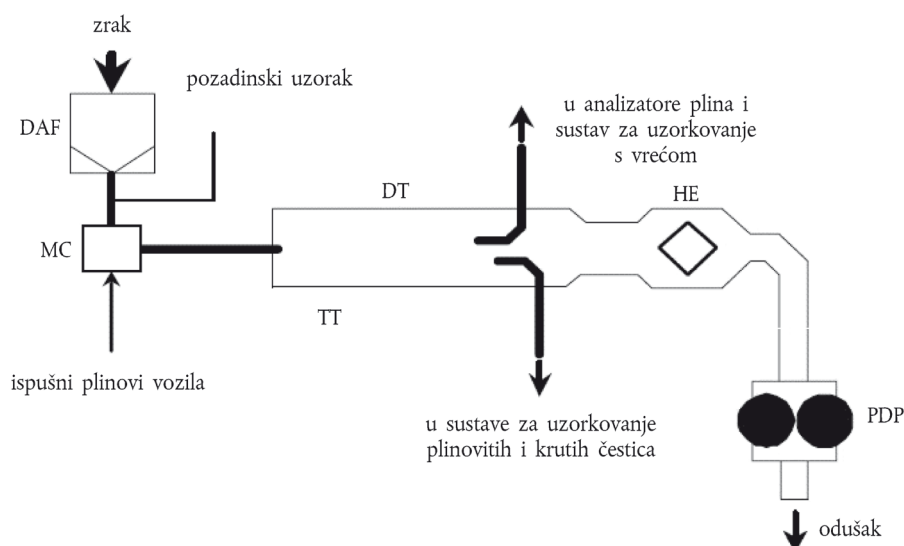 zrak
pozadinski uzorak
DAF
u analizatore plina i
sustav za uzorkovanje
s vrećom
DT
HE
MC
TT
ispušni plinovi vozila
u sustave za uzorkovanje
plinovitih i krutih čestica
PDP
odušak